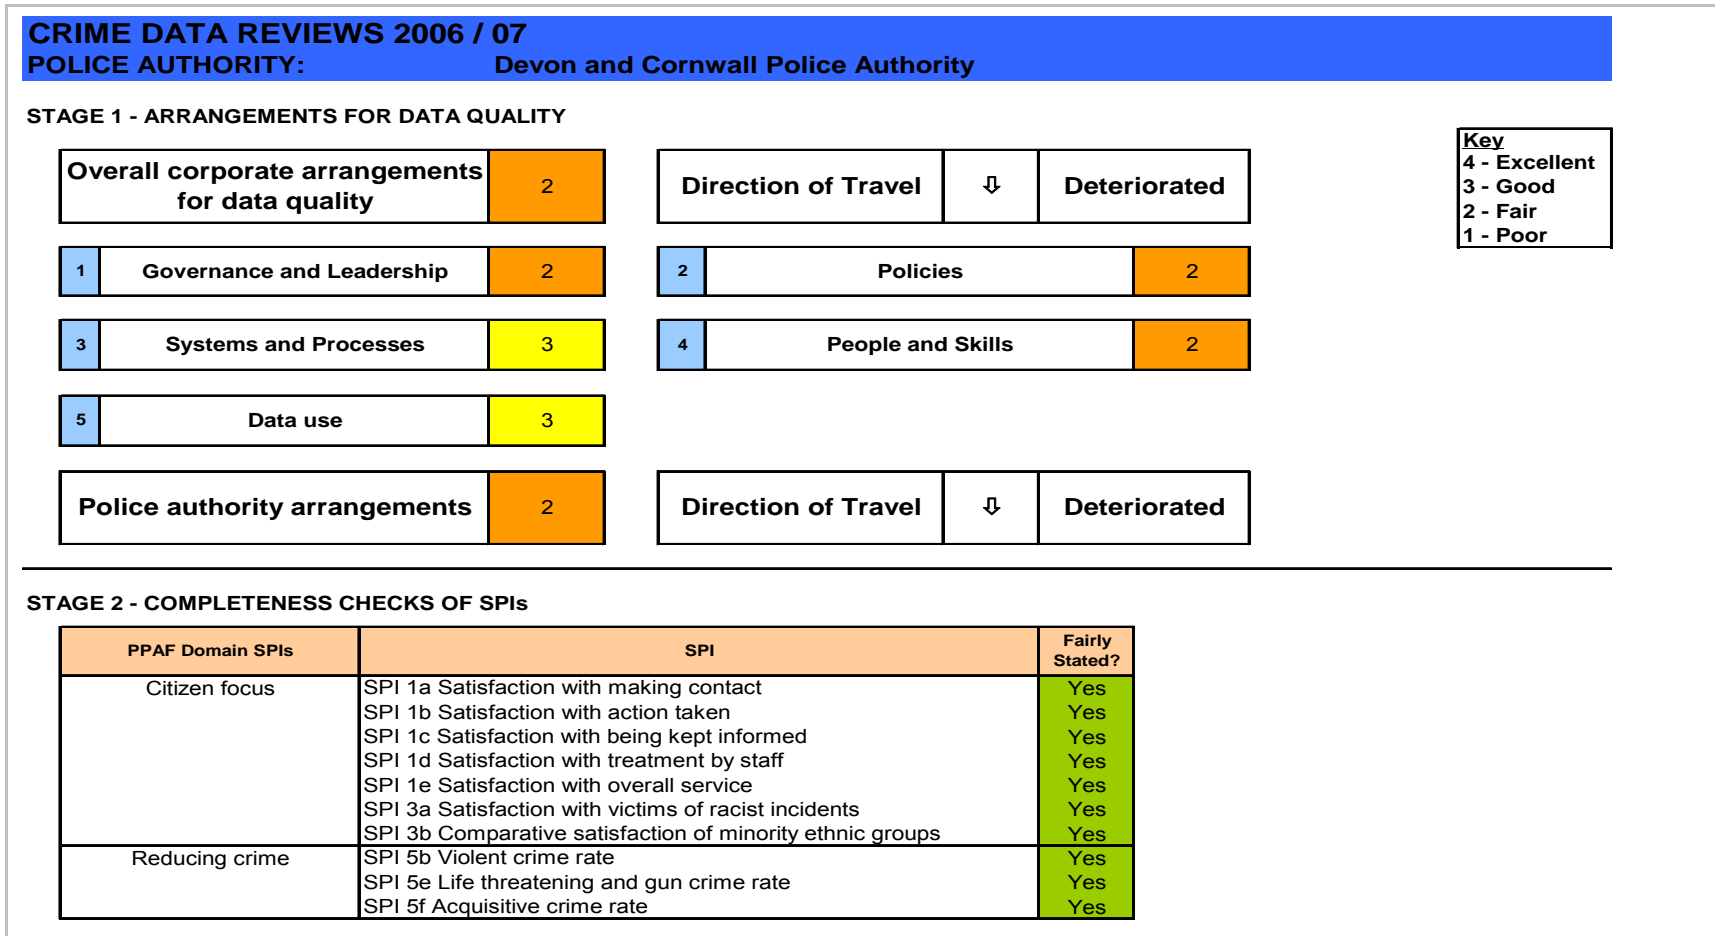 CRIME DATA REVIEWS 2006 / 07
POLICE AUTHORITY: Devon and Cornwall Police Authority
STAGE 1 - ARRANGEMENTS FOR DATA QUALITY
Key
4 - Excellent
3 - Good
2 - Fair
1 - Poor
Overall corporate arrangements
for data quality
2
Direction of Travel ⇩ Deteriorated
1 Governance and Leadership 2
2 Policies 2
3 Systems and Processes 3
4 People and Skills 2
5 Data use 3
Police authority arrangements 2
Direction of Travel ⇩ Deteriorated
STAGE 2 - COMPLETENESS CHECKS OF SPIs
PPAF Domain SPIs SPI Fairly
Stated?
Citizen focus SPI 1a Satisfaction with making contact Yes
SPI 1b Satisfaction with action taken Yes
SPI 1c Satisfaction with being kept informed Yes
SPI 1d Satisfaction with treatment by staff Yes
SPI 1e Satisfaction with overall service Yes
SPI 3a Satisfaction with victims of racist incidents Yes
SPI 3b Comparative satisfaction of minority ethnic groups Yes
Reducing crime SPI 5b Violent crime rate Yes
SPI 5e Life threatening and gun crime rate Yes
SPI 5f Acquisitive crime rate Yes